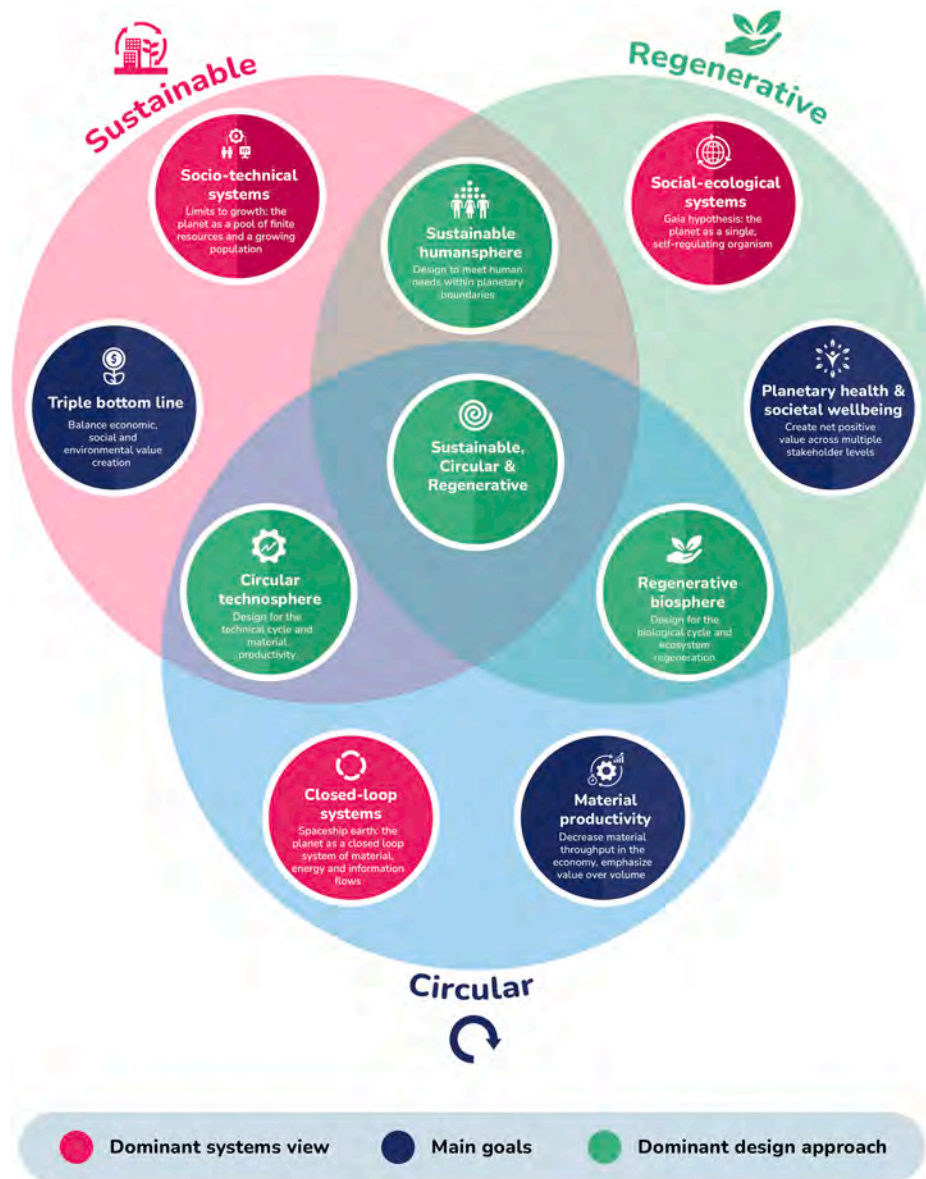 Sustainable
Regenerative
Socio-technical
systems
Limits to growth: the
planet as a pool of finite
resources and a growing
population
Sustainable
humansphere
Design to meet human
needs within planetary
boundaries
Social-ecological
systems
Gaia hypothesis: the
planet as a single,
self-regulating organism
Triple bottom line
Balance economic,
social and
environmental value
creation
Sustainable,
Circular &
Regenerative
Planetary health &
societal wellbeing
Create net positive
value across multiple
stakeholder levels
Circular
technosphere
Design for the
technical cycle and
material
productivity
Regenerative
biosphere
Design for the
biological cycle and
ecosystem
regeneration
Closed-loop
systems
Spaceship earth: the
planet as a closed loop
system of material,
energy and information
flows
Material
productivity
Decrease material
throughput in the
economy, emphasize
value over volume
Circular
Dominant systems view
Main goals
Dominant design approach